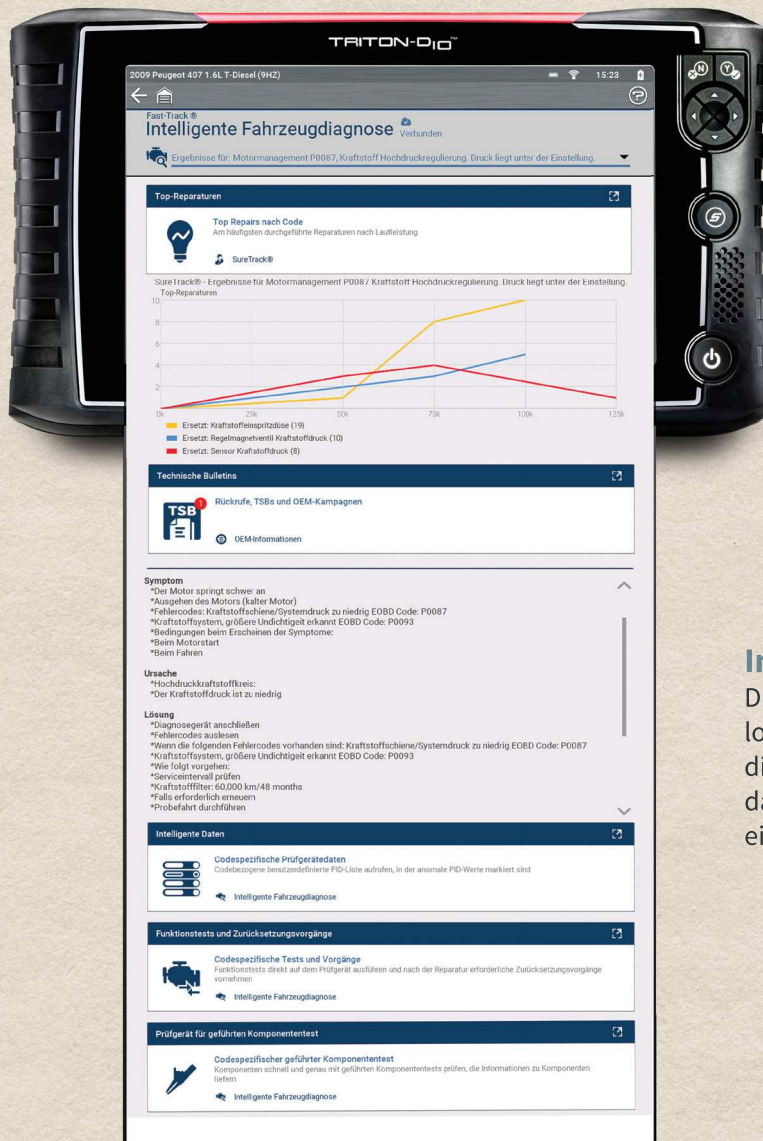 TRITON-D10™
2009 Peugeot 407 1.6L T-Diesel (9HZ)
15:23
Fast-Track ®
Intelligente Fahrzeugdiagnose
Verbunden
Ergebnisse für: Motormanagement P0087, Kraftstoff Hochdruckregulierung. Druck liegt unter der Einstellung.
N
Y
S
Top-Reparaturen
Top Repairs nach Code
Am häufigsten durchgeführte Reparaturen nach Laufleistung
SureTrack®
SureTrack® - Ergebnisse für Motormanagement P0087 Kraftstoff Hochdruckregulierung. Druck liegt unter der Einstellung.
Top-Reparaturen
10
8
6
4
2
0k 25k 50k 75k 100k 125k
Ersetzt: Kraftstoffeinspritzdüse (19)
Ersetzt: Regelmagnetventil Kraftstoffdruck (10)
Ersetzt: Sensor Kraftstoffdruck (8)
Technische Bulletins
TSB 1
Rückrufe, TSBs und OEM-Kampagnen
OEM-Informationen
Symptom
*Der Motor springt schwer an
*Ausgehen des Motors (kalter Motor)
*Fehlercodes: Kraftstoffschiene/Systemdruck zu niedrig EOBD Code: P0087
*Kraftstoffsystem, größere Undichtigeit erkannt EOBD Code: P0093
*Bedingungen beim Erscheinen der Symptome:
*Beim Motorstart
*Beim Fahren
Ursache
*Hochdruckkraftstoffkreis:
*Der Kraftstoffdruck ist zu niedrig
Lösung
*Diagnosegerät anschließen
*Fehlercodes auslesen
*Wenn die folgenden Fehlercodes vorhanden sind: Kraftstoffschiene/Systemdruck zu niedrig EOBD Code: P0087
*Kraftstoffsystem, größere Undichtigeit erkannt EOBD Code: P0093
*Wie folgt vorgehen:
*Serviceintervall prüfen
*Kraftstofffilter: 60,000 km/48 months
*Falls erforderlich erneuern
*Probefahrt durchführen
Intelligente Daten
Codespezifische Prüfgerätedaten
Codebezogene benutzerdefinierte PID-Liste aufrufen, in der anomale PID-Werte markiert sind
Intelligente Fahrzeugdiagnose
Funktionstests und Zurücksetzungsvorgänge
Codespezifische Tests und Vorgänge
Funktionstests direkt auf dem Prüfgerät ausführen und nach der Reparatur erforderliche Zurücksetzungsvorgänge
vornehmen
Intelligente Fahrzeugdiagnose
Prüfgerät für geführten Komponententest
Codespezifischer geführter Komponententest
Komponenten schnell und genau mit geführten Komponententests prüfen, die Informationen zu Komponenten
liefern
Intelligente Fahrzeugdiagnose